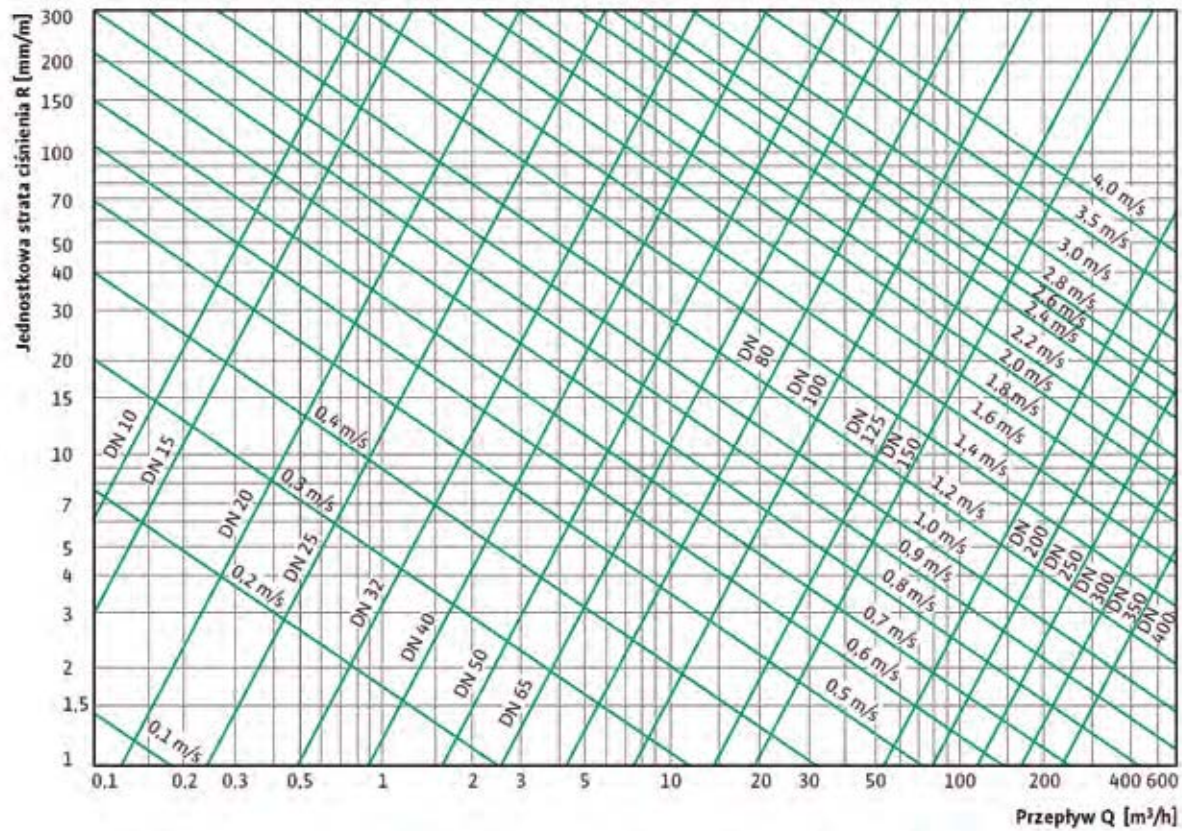 Jednostkowa strata ciśnienia R [mm/m]
300
200
150
100
70
50
40
30
20
15
10
7
5
4
3
2
1.5
1
DN 10
DN 15
DN 20
DN 25
DN 32
DN 40
DN 50
DN 65
DN
80
DN
100
DN
125
DN
150
DN
200
DN
250
DN
300
DN
350
DN
400
0.1 m/s
0.2 m/s
0.3 m/s
0.4 m/s
0.5 m/s
0.6 m/s
0.7 m/s
0.8 m/s
0.9 m/s
1.0 m/s
1.2 m/s
1.4 m/s
1.6 m/s
1.8 m/s
2.0 m/s
2.2 m/s
2.4 m/s
2.6 m/s
2.8 m/s
3.0 m/s
3.5 m/s
4.0 m/s
0.1 0.2 0.3 0.5 1 2 3 5 10 20 30 50 100 200 400 600
Przepływ Q [m³/h]